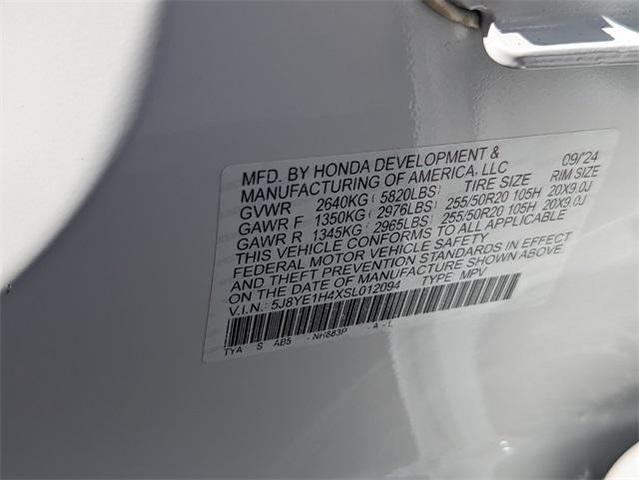 MFD. BY HONDA DEVELOPMENT & 09/'24
MANUFACTURING OF AMERICA, LLC
GVWR 2640KG( 5820LBS) TIRE SIZE RIM SIZE
GAWR F 1350KG( 2976LBS) 255/50R20 105H 20X9.0J
GAWR R 1345KG( 2965LBS) 255/50R20 105H 20X9.0J
THIS VEHICLE CONFORMS TO ALL APPLICABLE
FEDERAL MOTOR VEHICLE SAFETY
AND THEFT PREVENTION STANDARDS IN EFFECT
ON THE DATE OF MANUFACTURE SHOWN ABOVE.
V.I.N.: 5J8YE1H4XSL012094 TYPE: MPV
TYA S AB5 - NH883P - A - L